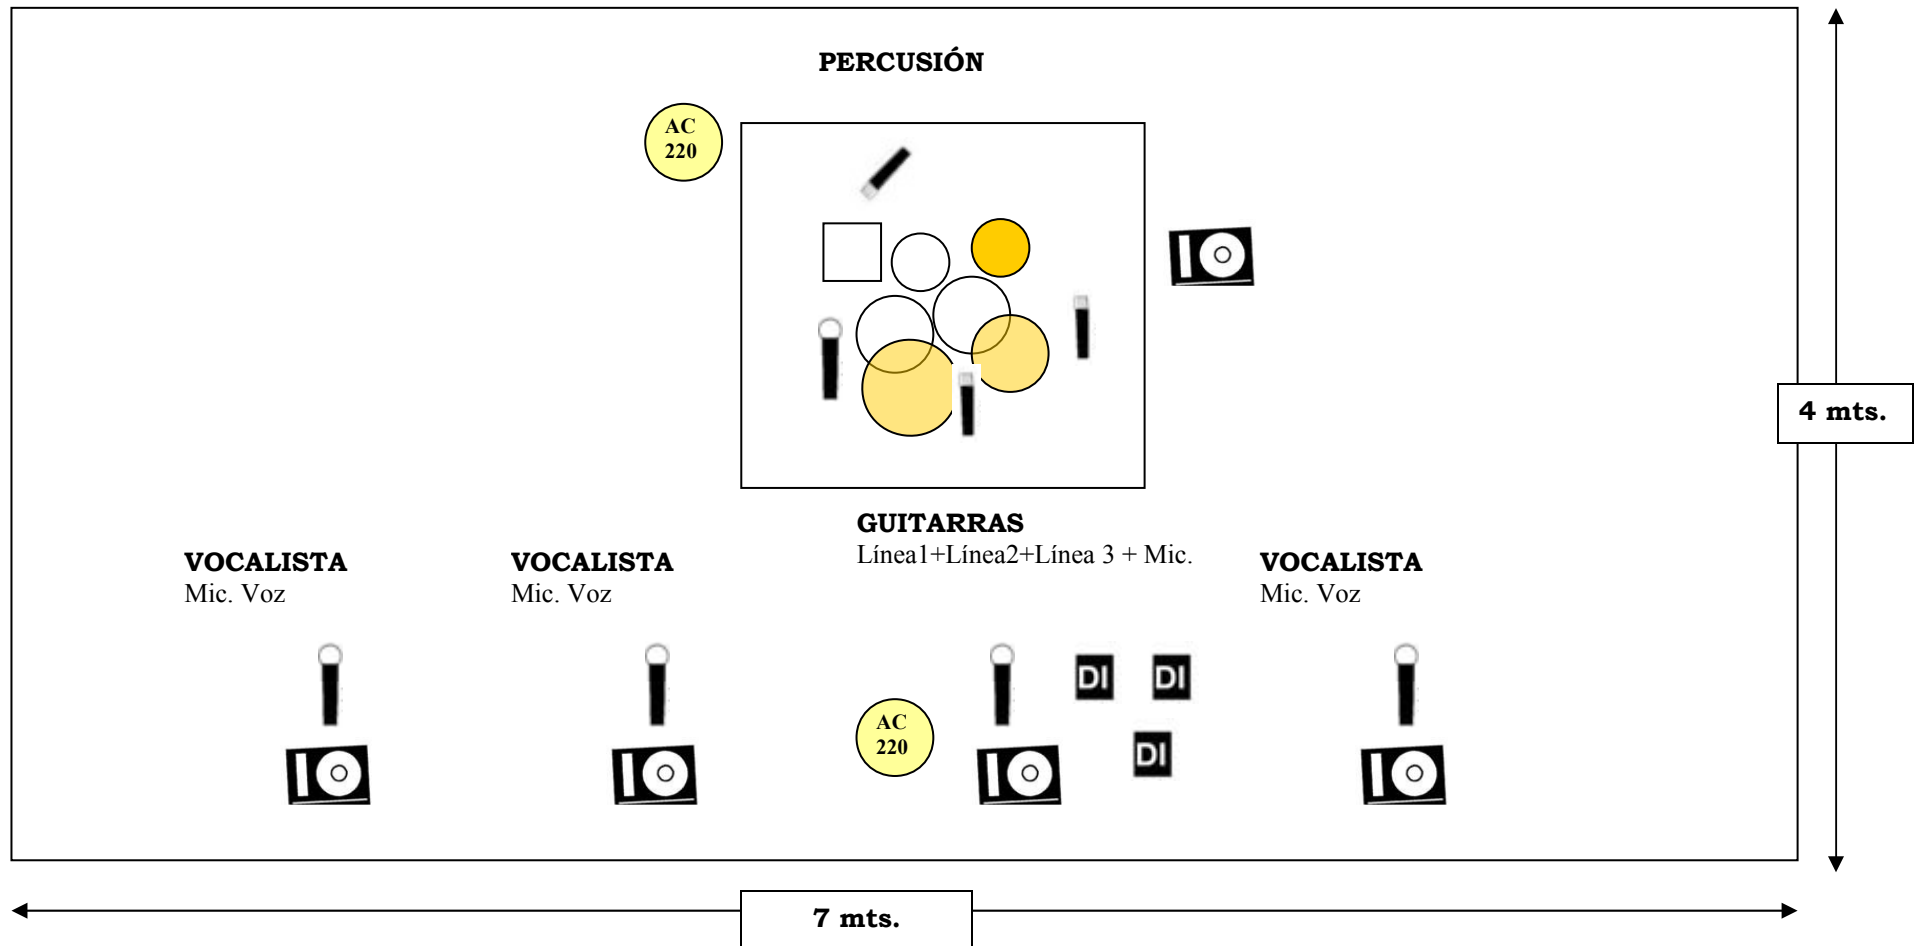 PERCUSIÓN
AC
220
4 mts.
GUITARRAS
Línea1+Línea2+Línea 3 + Mic.
VOCALISTA
Mic. Voz
VOCALISTA
Mic. Voz
VOCALISTA
Mic. Voz
DI
DI
AC
220
DI
7 mts.